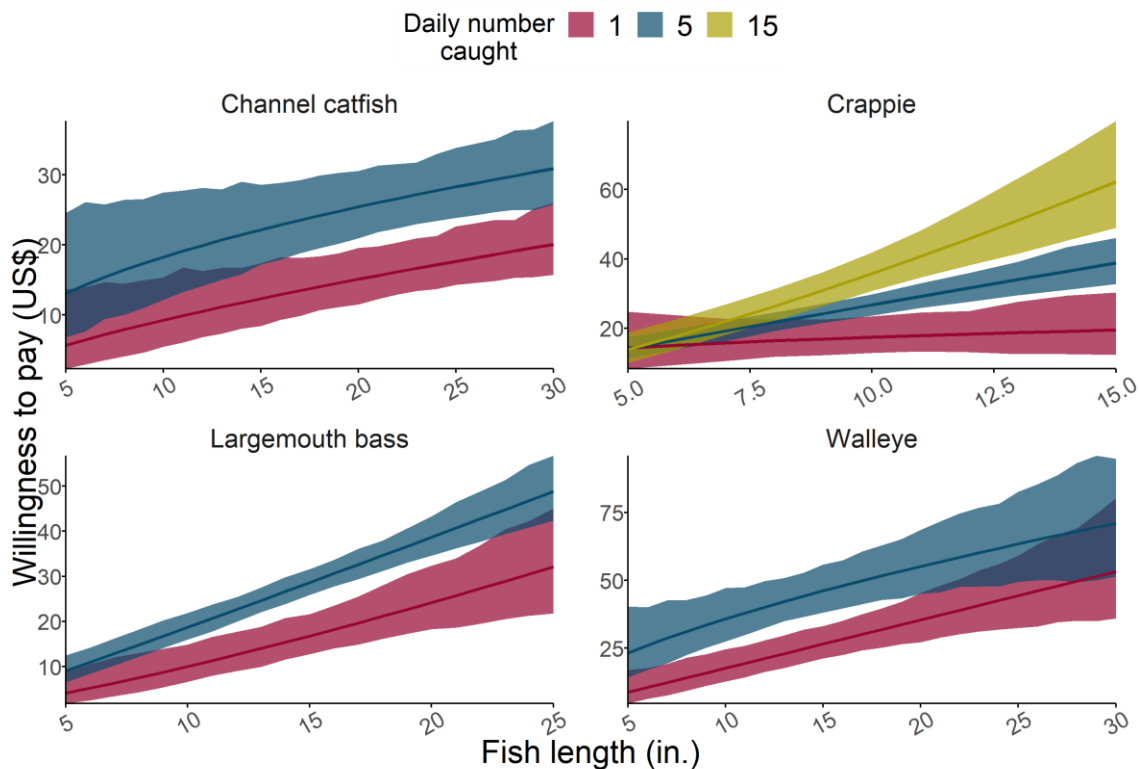 Daily number caught 1 5 15
Channel catfish
Crappie
Willingness to pay (US$)
30
20
10
5 10 15 20 25 30
60
40
20
5.0 7.5 10.0 12.5 15.0
Largemouth bass
Walleye
50
40
30
20
10
5 10 15 20 25
75
50
25
5 10 15 20 25 30
Fish length (in.)